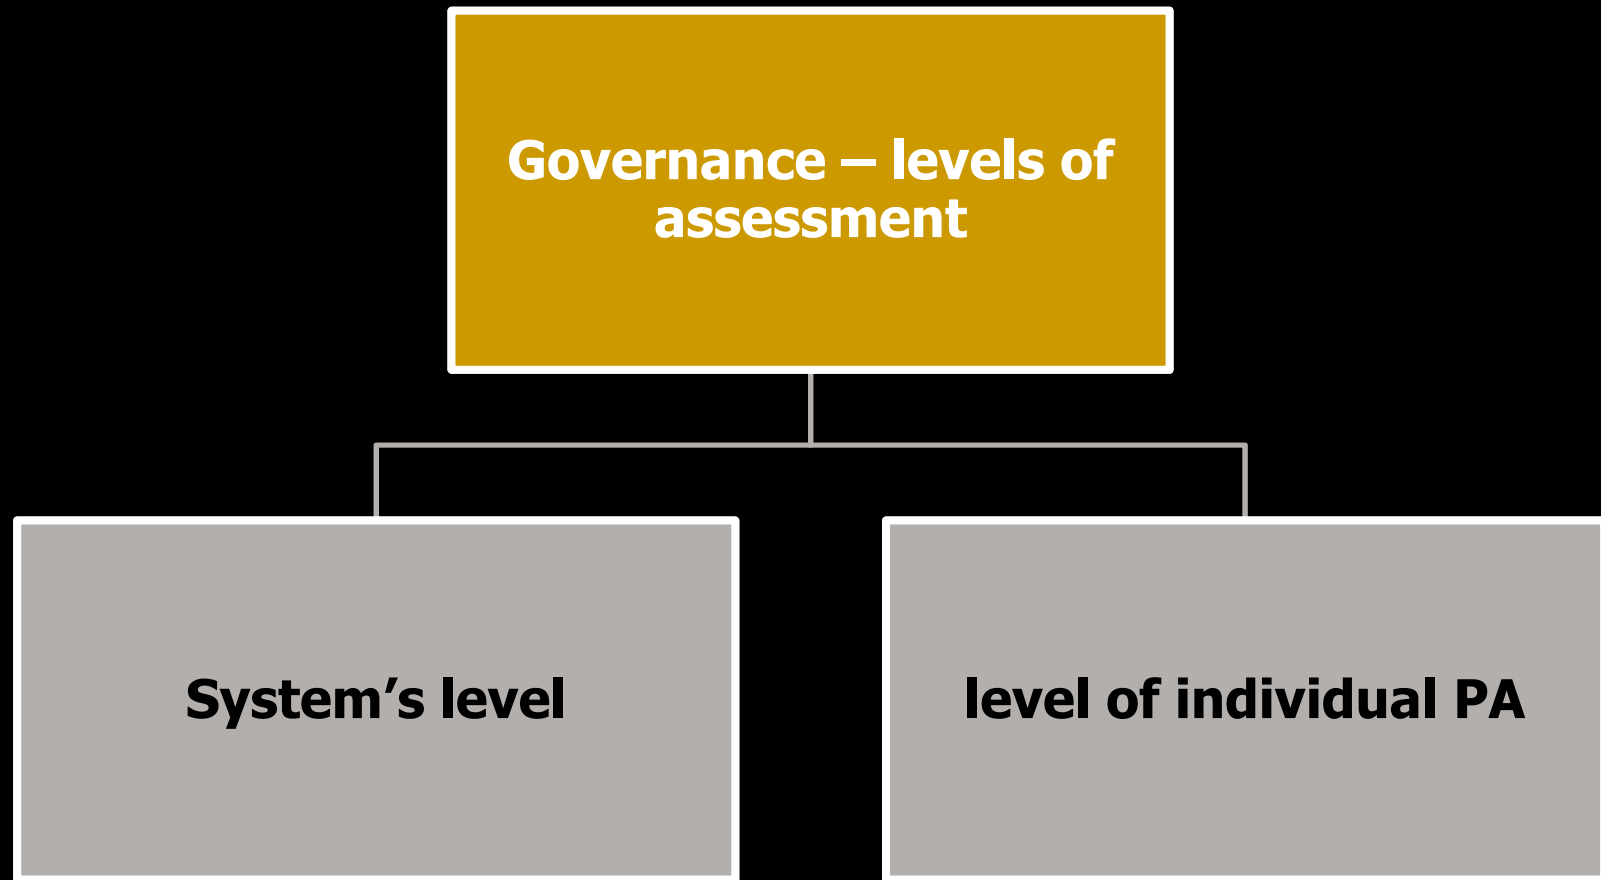 Governance – levels of
assessment
System’s level
level of individual PA